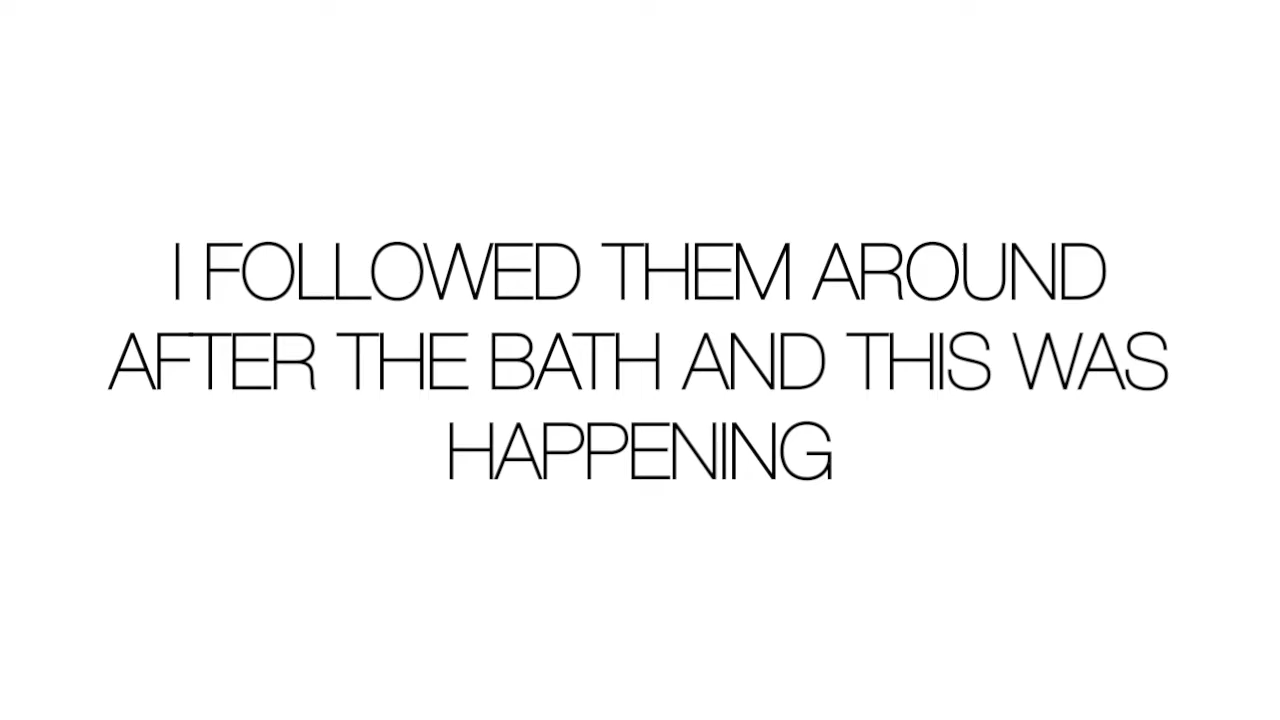 I FOLLOWED THEM AROUND
AFTER THE BATH AND THIS WAS
HAPPENING